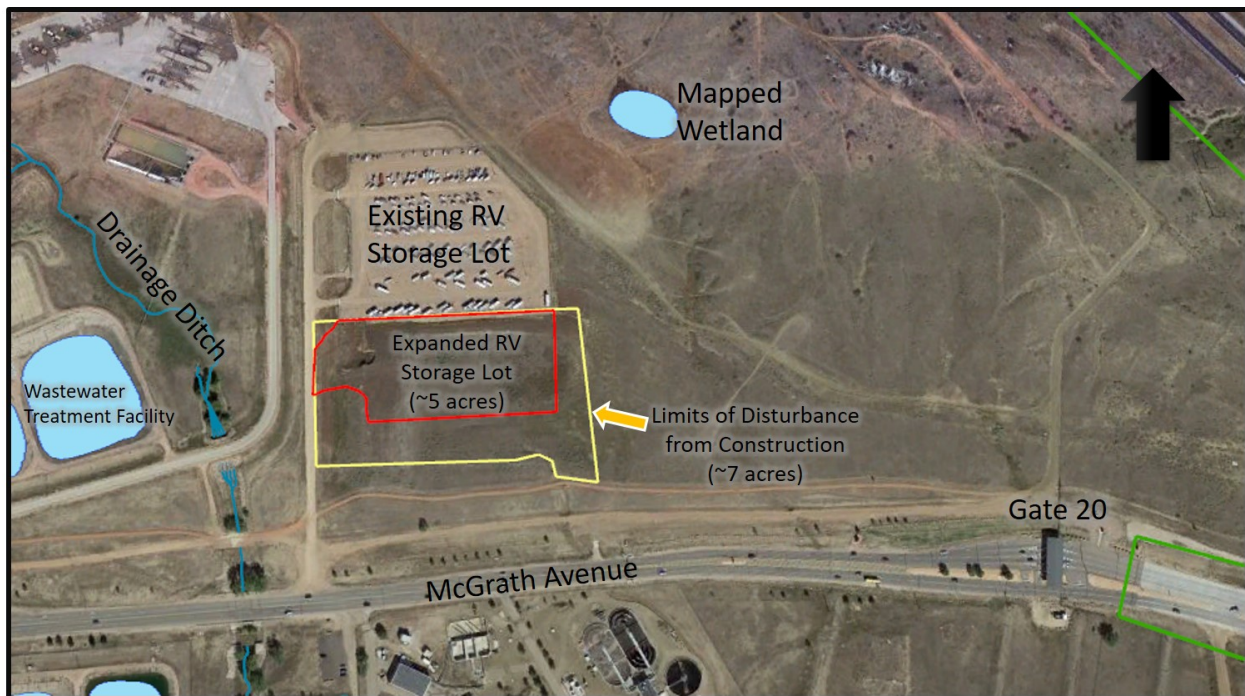 Mapped
Wetland
Existing RV
Storage Lot
Drainage Ditch
Expanded RV
Storage Lot
(~5 acres)
Wastewater
Treatment Facility
Limits of Disturbance
from Construction
(~7 acres)
Gate 20
McGrath Avenue